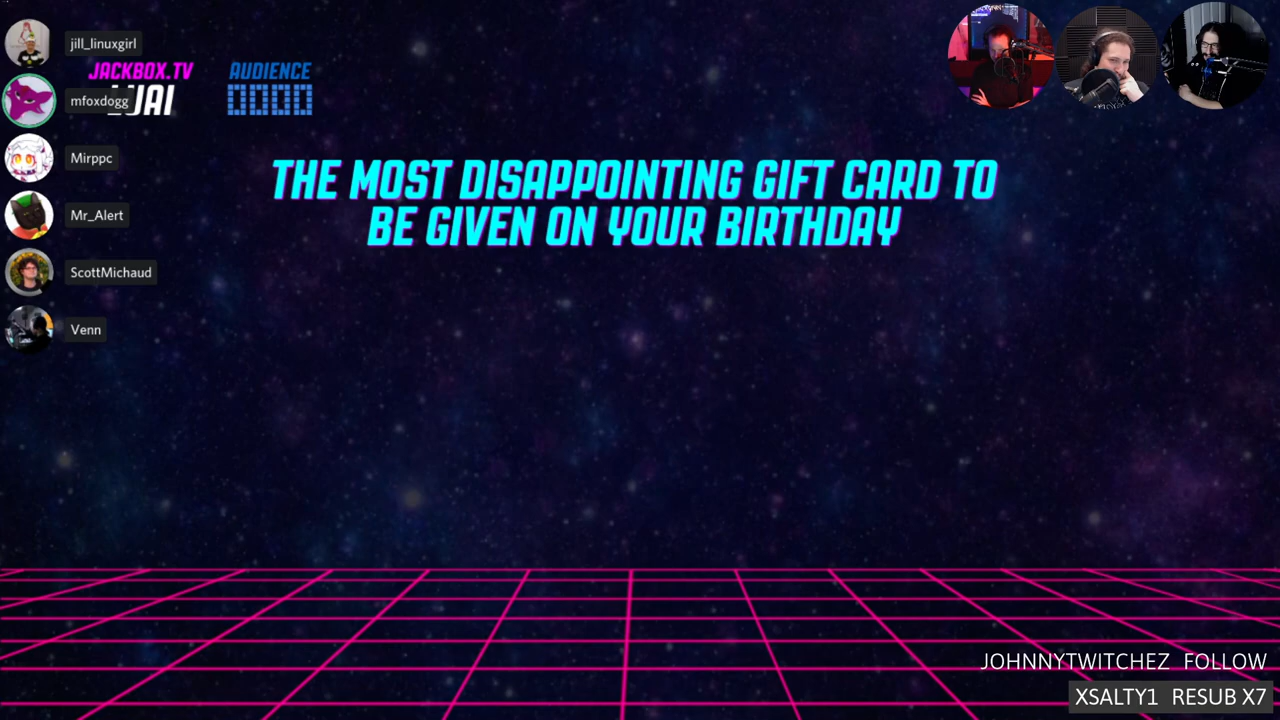 jill_linuxgirl
JACKBOX.TV
AUDIENCE
mfoxdogg
0000
Mirppc
Mr_Alert
ScottMichaud
Venn
THE MOST DISAPPOINTING GIFT CARD TO
BE GIVEN ON YOUR BIRTHDAY
JOHNNYTWITCHEZ FOLLOW
XSALTY1 RESUB X7